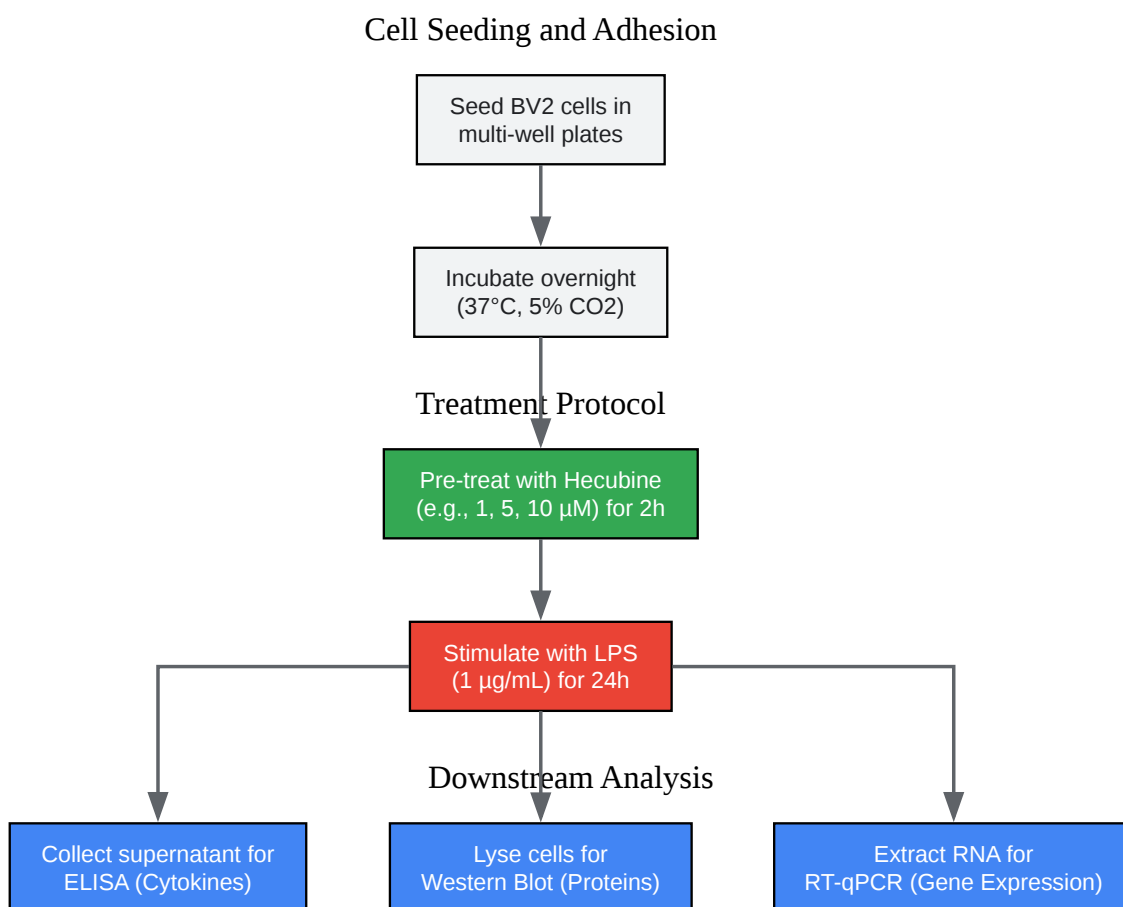 Cell Seeding and Adhesion
Seed BV2 cells in
multi-well plates
Incubate overnight
(37°C, 5% CO2)
Treatment Protocol
Pre-treat with Hecubine
(e.g., 1, 5, 10 µM) for 2h
Stimulate with LPS
(1 µg/mL) for 24h
Downstream Analysis
Collect supernatant for
ELISA (Cytokines)
Lyse cells for
Western Blot (Proteins)
Extract RNA for
RT-qPCR (Gene Expression)